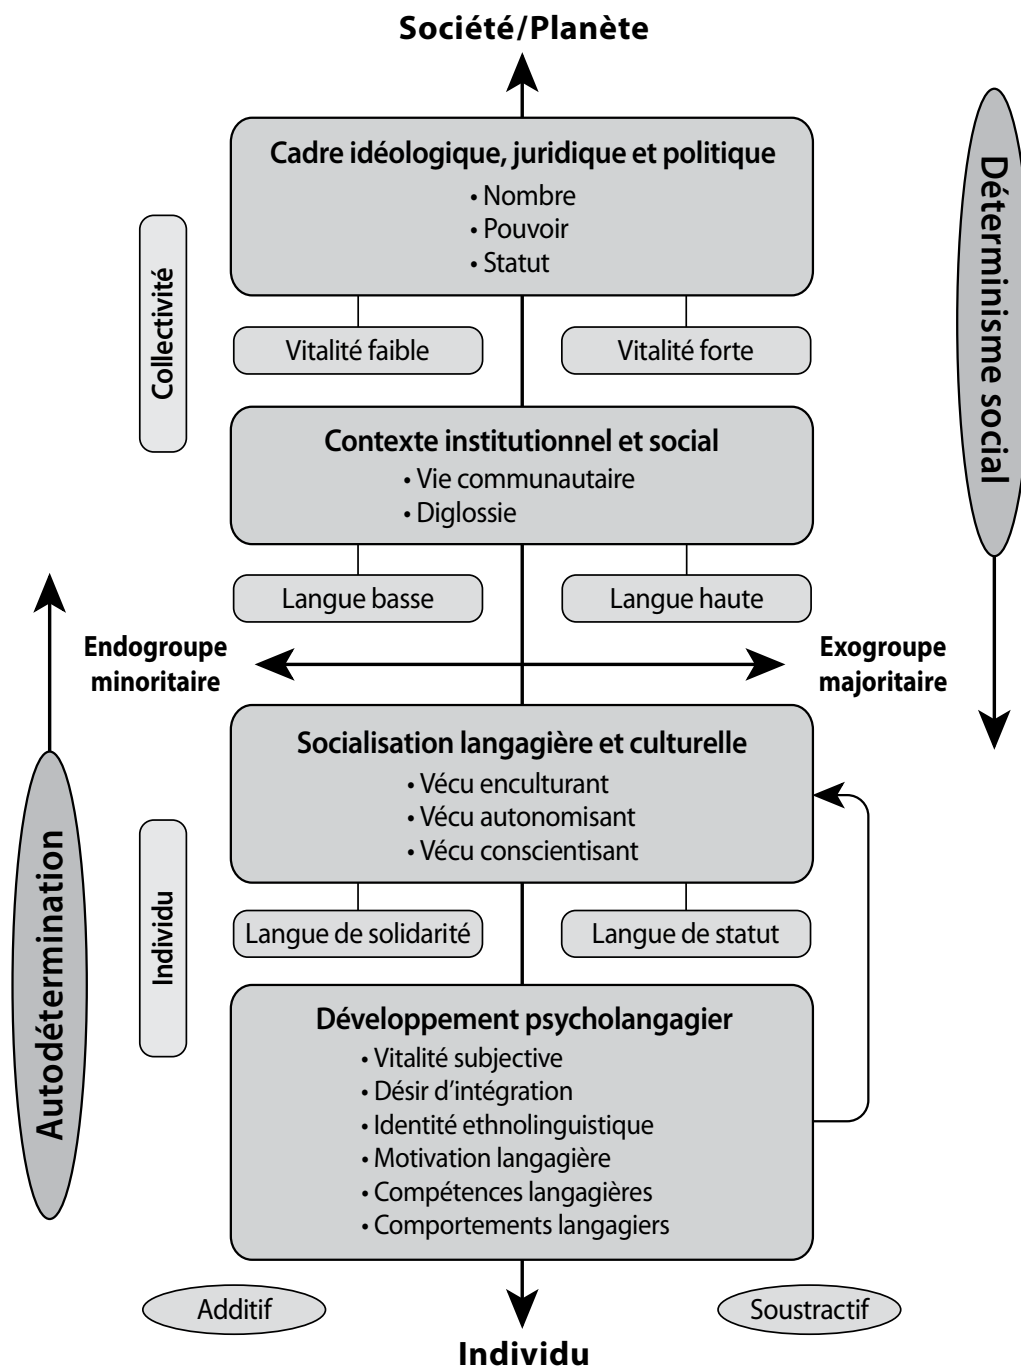 Société/Planète
Cadre idéologique, juridique et politique
• Nombre
• Pouvoir
• Statut
Collectivité
Déterminisme social
Vitalité faible
Vitalité forte
Contexte institutionnel et social
• Vie communautaire
• Diglossie
Langue basse
Langue haute
Endogroupe
minoritaire
Exogroupe
majoritaire
Socialisation langagière et culturelle
• Vécu enculturant
• Vécu autonomisant
• Vécu conscientisant
Autodétermination
Individu
Langue de solidarité
Langue de statut
Développement psycholangagier
• Vitalité subjective
• Désir d’intégration
• Identité ethnolinguistique
• Motivation langagière
• Compétences langagières
• Comportements langagiers
Additif
Soustractif
Individu